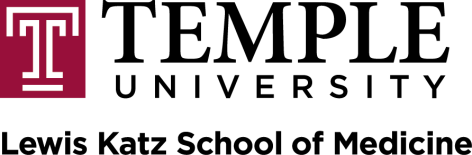 TEMPLE
UNIVERSITY
Lewis Katz School of Medicine